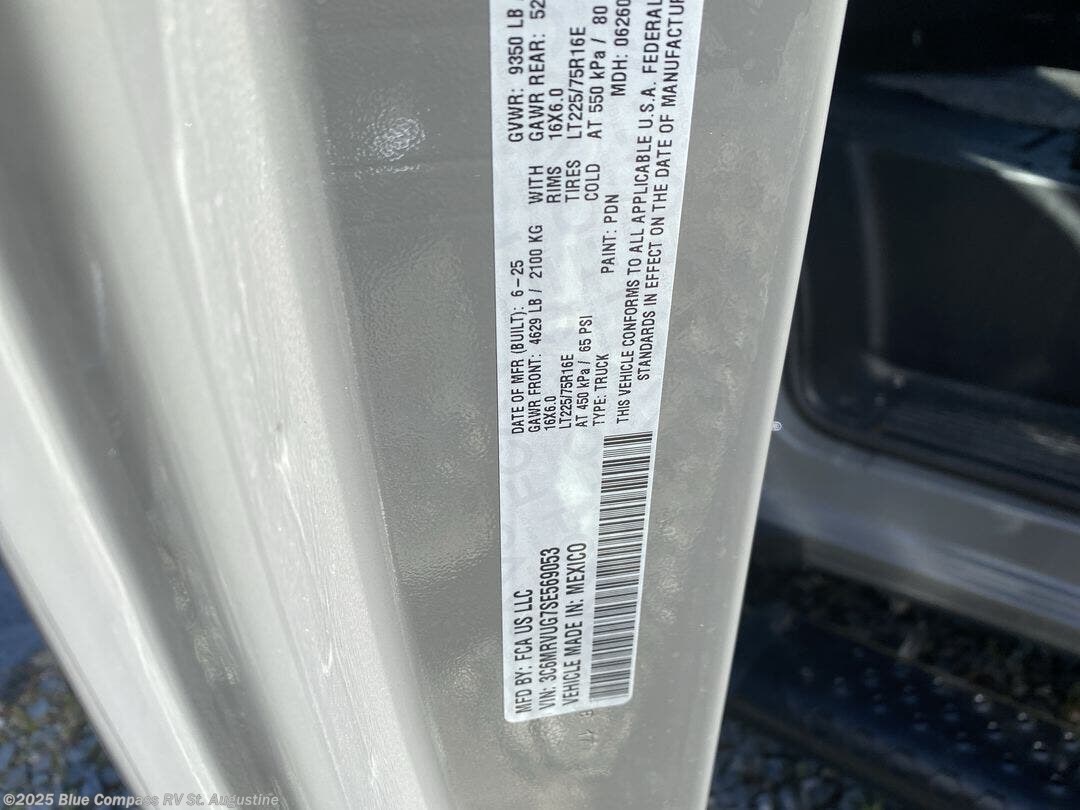 MFD BY: FCA US LLC
VIN: 3C6MRVUG7SE569053
VEHICLE MADE IN: MEXICO
DATE OF MFR (BUILT): 6-25
GVWR: 9350 LB
GAWR FRONT: 4629 LB / 2100 KG WITH GAWR REAR: 52
16X6.0 RIMS 16X6.0
LT225/75R16E TIRES LT225/75R16E
AT 450 kPa / 65 PSI COLD AT 550 kPa / 80
TYPE: TRUCK PAINT: PDN MDH: 0626
THIS VEHICLE CONFORMS TO ALL APPLICABLE U.S.A. FEDERAL
STANDARDS IN EFFECT ON THE DATE OF MANUFACTUR
©2025 Blue Compass RV St. Augustine